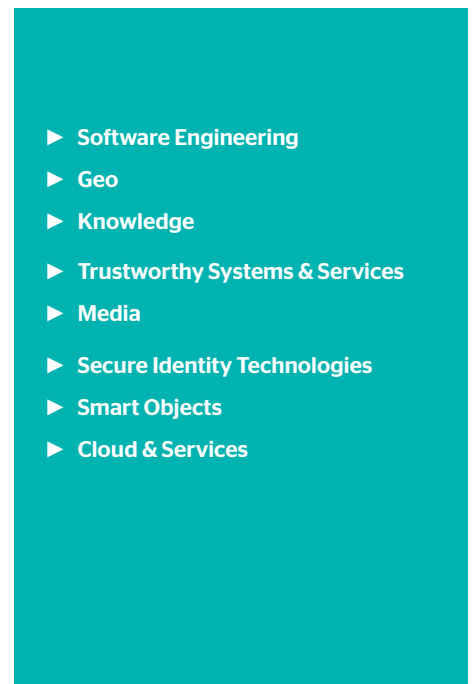 ► Software Engineering
► Geo
► Knowledge
► Trustworthy Systems & Services
► Media
► Secure Identity Technologies
► Smart Objects
► Cloud & Services